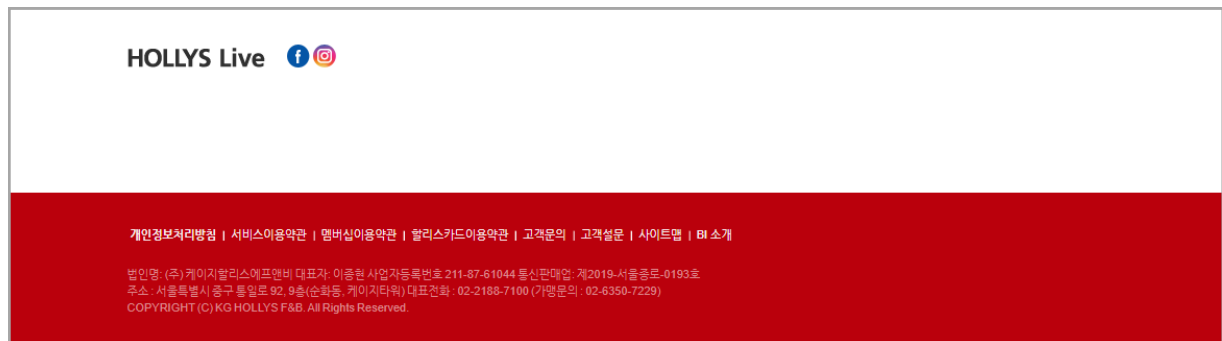 HOLLYS Live
개인정보처리방침 | 서비스이용약관 | 멤버십이용약관 | 할리스카드이용약관 | 고객문의 | 고객설문 | 사이트맵 | BI 소개
법인명: (주) 케이지할리스에프앤비 대표자: 이종현 사업자등록번호 211-87-61044 통신판매업: 제2019-서울종로-0193호
주소 : 서울특별시 중구 통일로 92, 9층(순화동, 케이지타워) 대표전화 : 02-2188-7100 (가맹문의 : 02-6350-7229)
COPYRIGHT (C) KG HOLLYS F&B. All Rights Reserved.